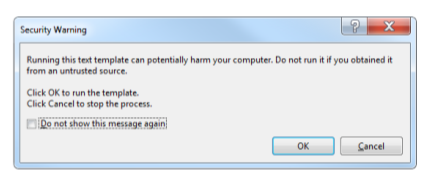 Security Warning
Running this text template can potentially harm your computer. Do not run it if you obtained it
from an untrusted source.
Click OK to run the template.
Click Cancel to stop the process.
Do not show this message again
OK
Cancel